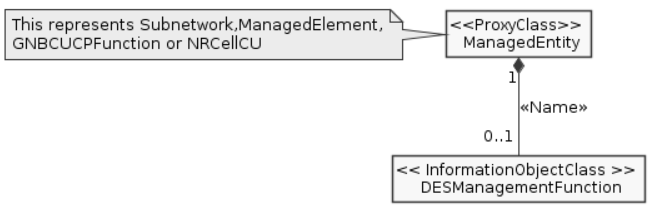 This represents Subnetwork,ManagedElement,
GNBCUCPFunction or NRCellCU
<<ProxyClass>>
ManagedEntity
1
«Name»
0..1
<< InformationObjectClass >>
DESManagementFunction